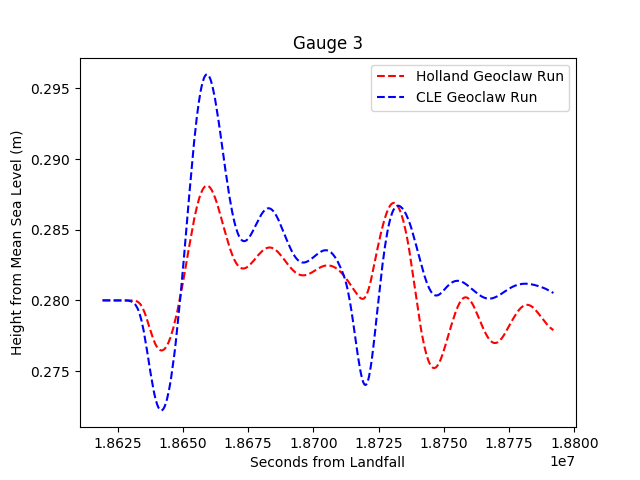 Gauge 3
Height from Mean Sea Level (m)
0.295
0.290
0.285
0.280
0.275
Holland Geoclaw Run
CLE Geoclaw Run
1.8625 1.8650 1.8675 1.8700 1.8725 1.8750 1.8775 1.8800
1e7
Seconds from Landfall